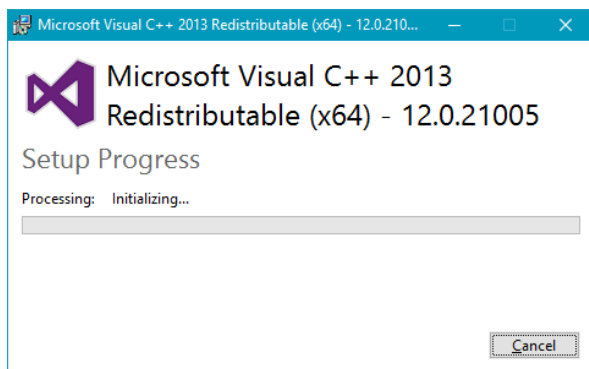 Microsoft Visual C++ 2013 Redistributable (x64) - 12.0.210...
Microsoft Visual C++ 2013
Redistributable (x64) - 12.0.21005
Setup Progress
Processing: Initializing...
Cancel